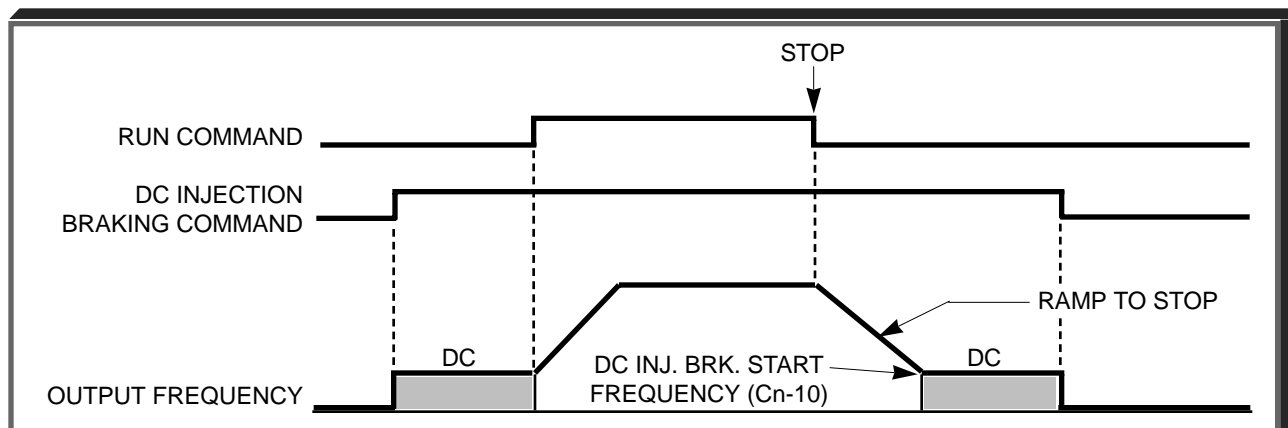 STOP
RUN COMMAND
DC INJECTION
BRAKING COMMAND
RAMP TO STOP
DC
DC INJ. BRK. START
FREQUENCY (Cn-10)
DC
OUTPUT FREQUENCY